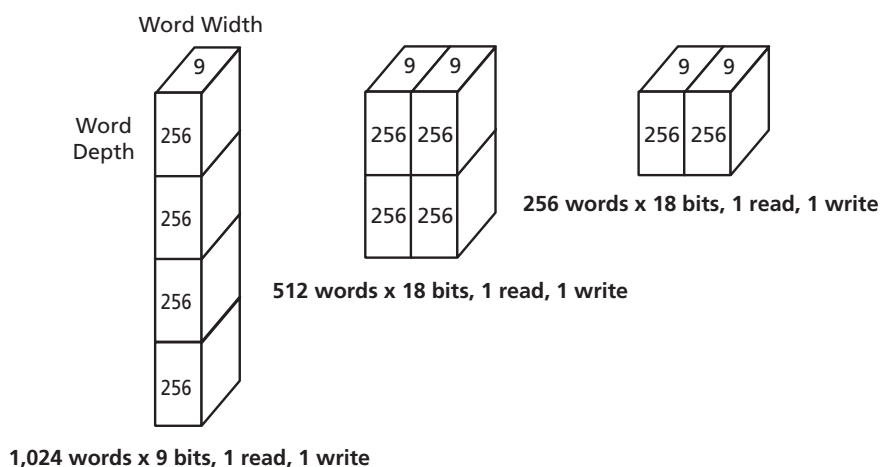 Word Width
9
Word
Depth
256
256
256
256
1,024 words x 9 bits, 1 read, 1 write
9 9
256 256
256 256
512 words x 18 bits, 1 read, 1 write
9 9
256 256
256 words x 18 bits, 1 read, 1 write